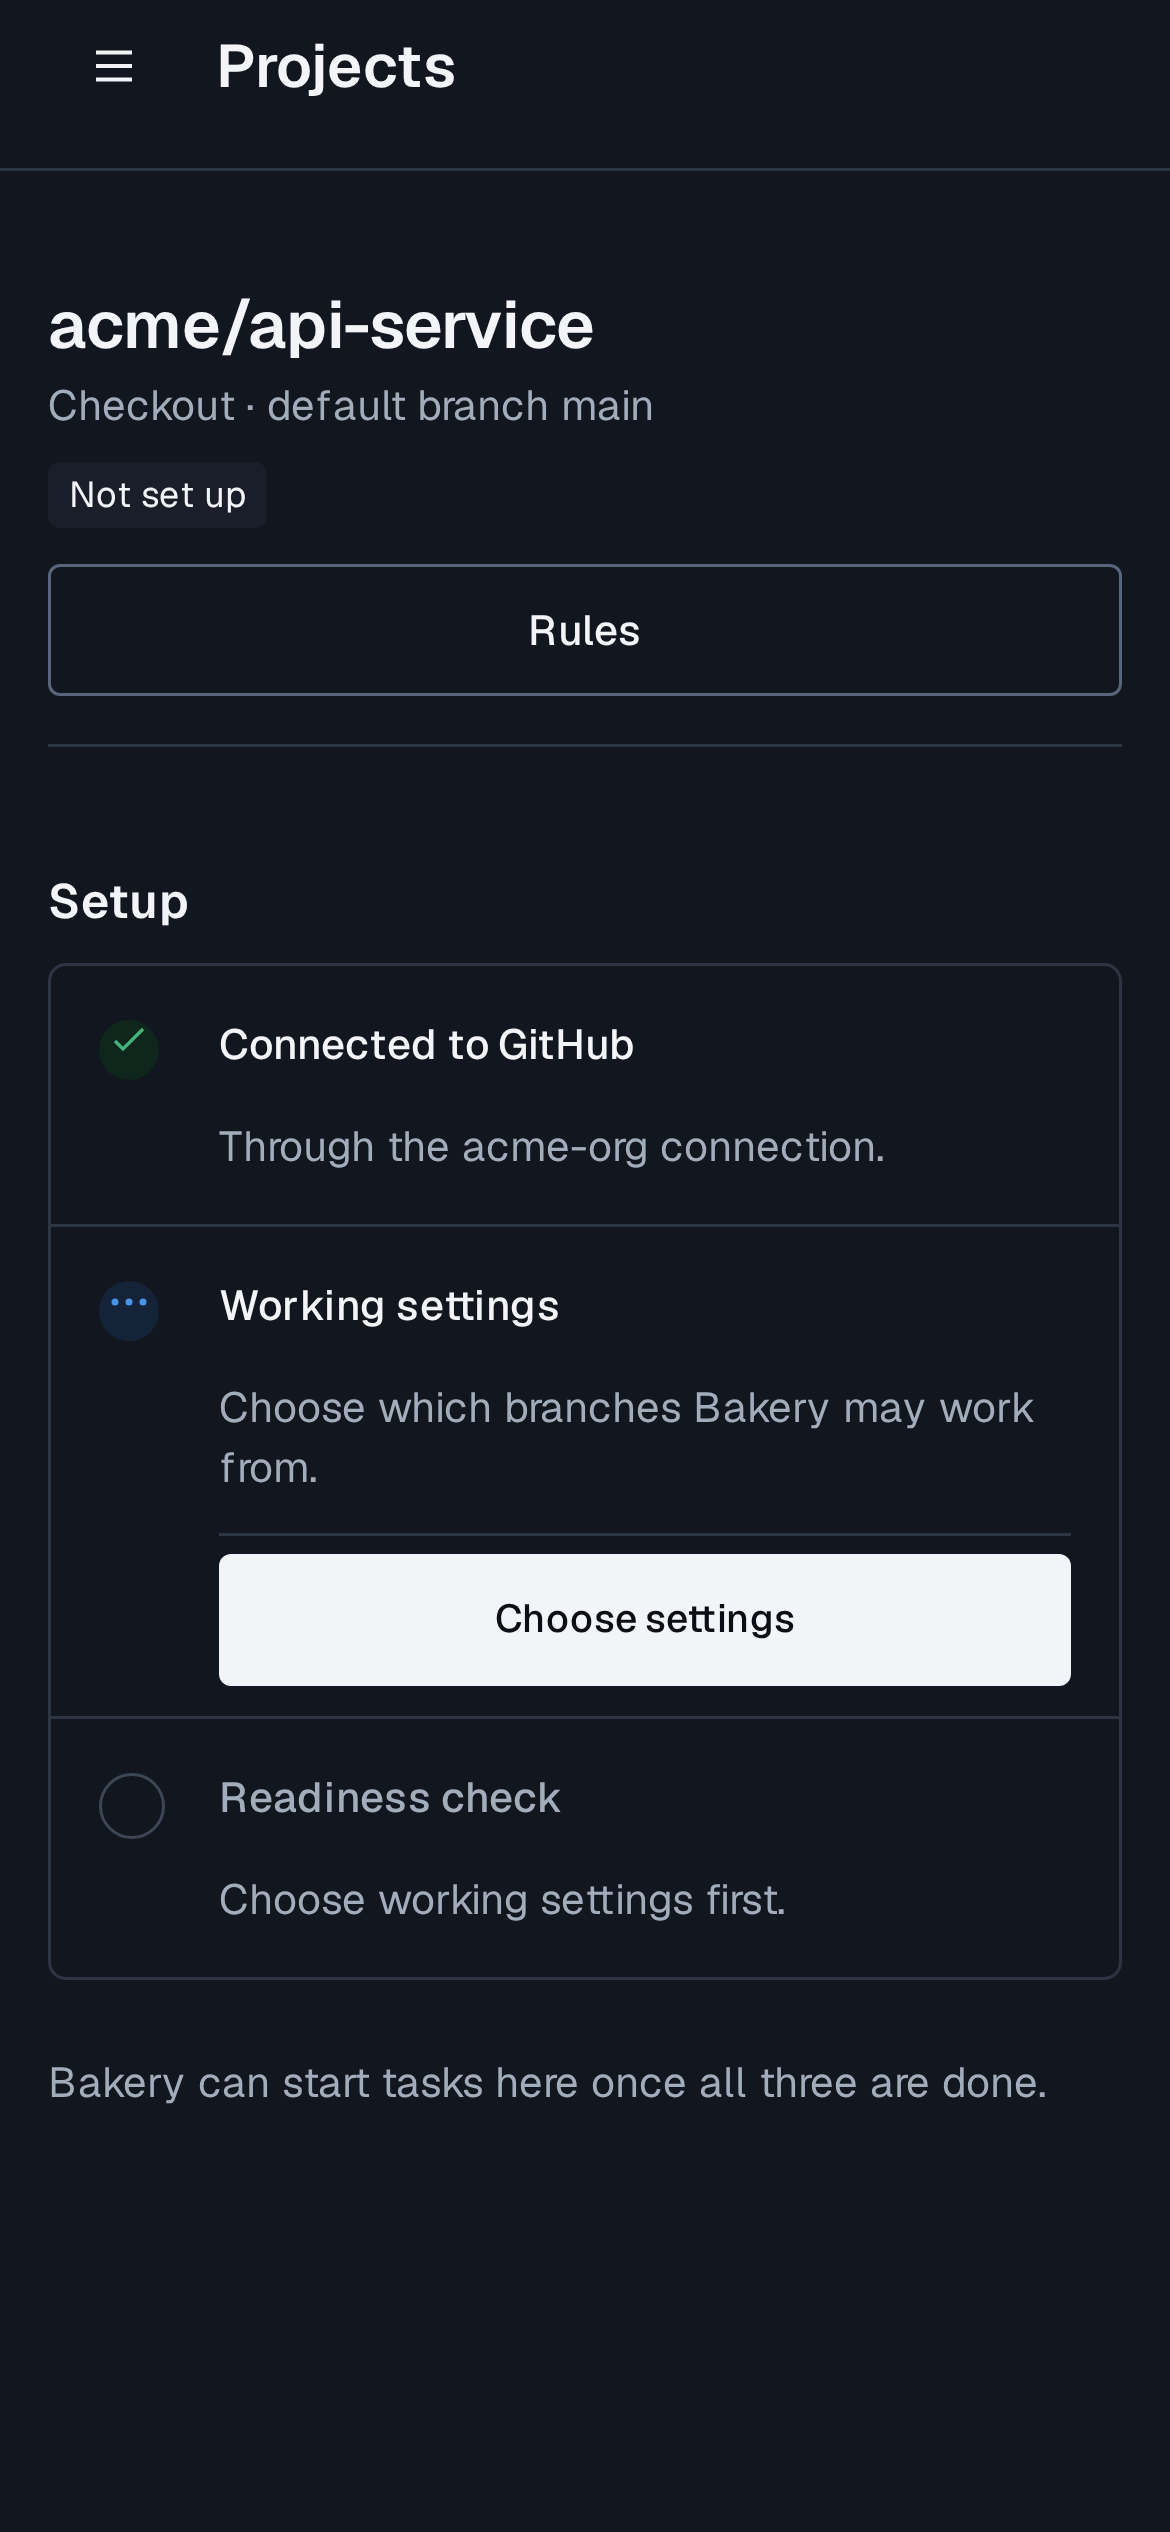 Projects
acme/api-service
Checkout · default branch main
Not set up
Rules
Setup
Connected to GitHub
Through the acme-org connection.
Working settings
Choose which branches Bakery may work
from.
Choose settings
Readiness check
Choose working settings first.
Bakery can start tasks here once all three are done.